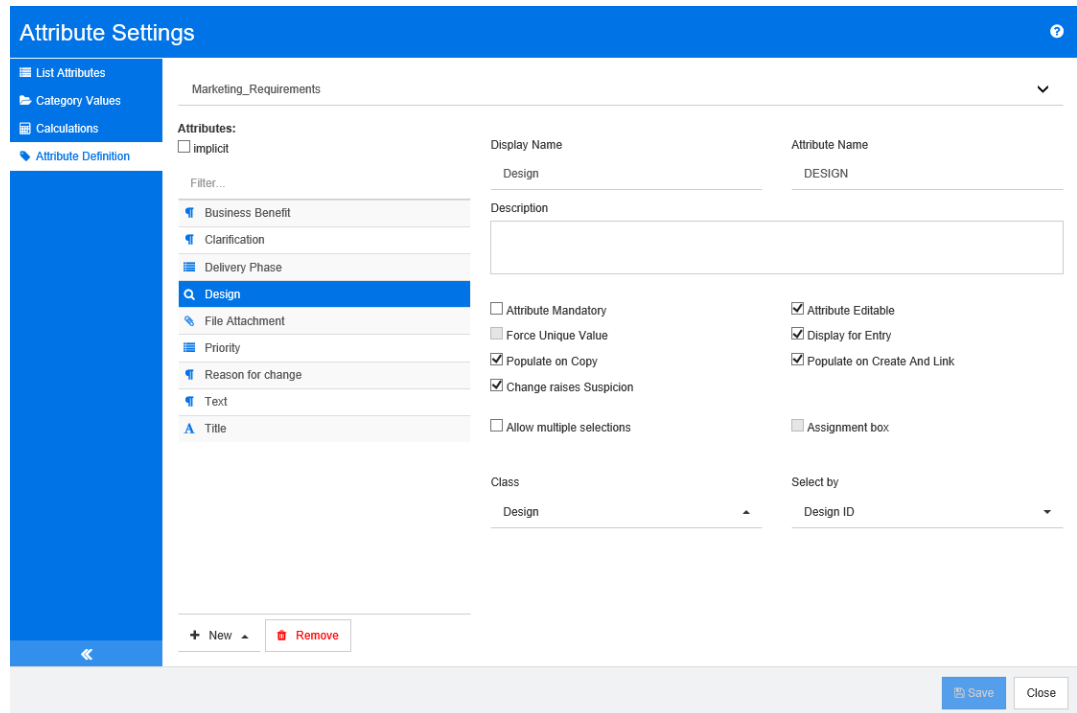 Attribute Settings
List Attributes
Category Values
Calculations
Attribute Definition
Marketing_Requirements
Attributes:
implicit
Filter...
Business Benefit
Clarification
Delivery Phase
Design
File Attachment
Priority
Reason for change
Text
Title
New
Remove
Display Name
Attribute Name
Design
DESIGN
Description
Attribute Mandatory
Attribute Editable
Force Unique Value
Display for Entry
Populate on Copy
Populate on Create And Link
Change raises Suspicion
Allow multiple selections
Assignment box
Class
Select by
Design
Design ID
Save
Close